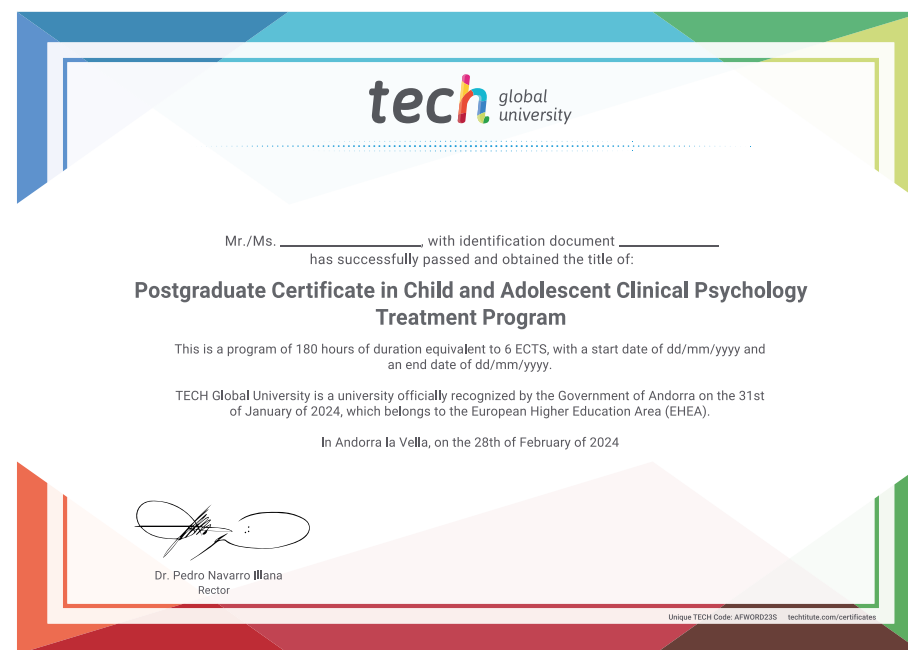 tech global university
Mr./Ms. ____________, with identification document ____________
has successfully passed and obtained the title of:
Postgraduate Certificate in Child and Adolescent Clinical Psychology
Treatment Program
This is a program of 180 hours of duration equivalent to 6 ECTS, with a start date of dd/mm/yyyy and
an end date of dd/mm/yyyy.
TECH Global University is a university officially recognized by the Government of Andorra on the 31st
of January of 2024, which belongs to the European Higher Education Area (EHEA).
In Andorra la Vella, on the 28th of February of 2024
Dr. Pedro Navarro Illana
Rector
Unique TECH Code: AFWORD23S techtitute.com/certificates